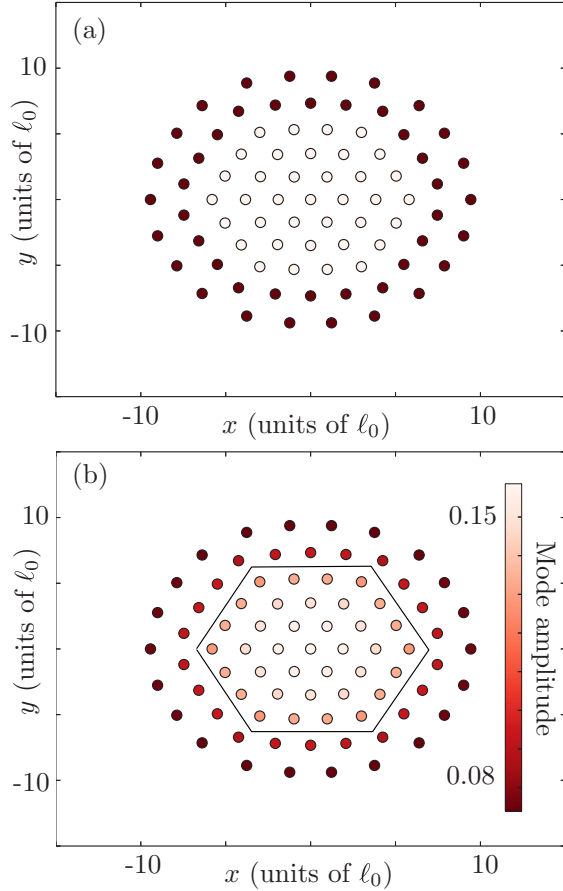 (a)
10
y (units of ℓ₀)
-10
-10
10
x (units of ℓ₀)
(b)
10
0.15
Mode amplitude
y (units of ℓ₀)
0.08
-10
-10
10
x (units of ℓ₀)